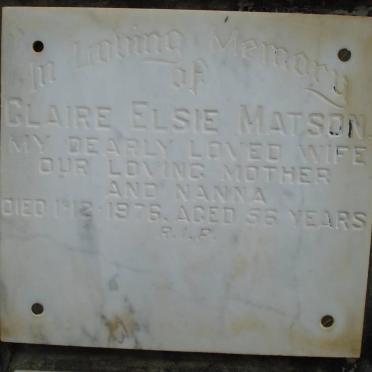 In Loving Memory
of
CLAIRE ELSIE MATSON
MY DEARLY LOVED WIFE
OUR LOVING MOTHER
AND NANNA
DIED 1-12-1976. AGED 56 YEARS
R.I.P.